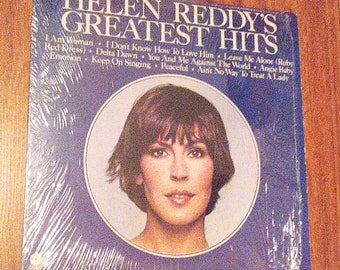 HELEN REDDY'S
GREATEST HITS
I Am Woman • I Don't Know How To Love Him • Leave Me Alone (Ruby
Red Dress) • Delta Dawn • You And Me Against The World • Angie Baby
Emotion • Keep On Singing • Peaceful • Ain't No Way To Treat A Lady